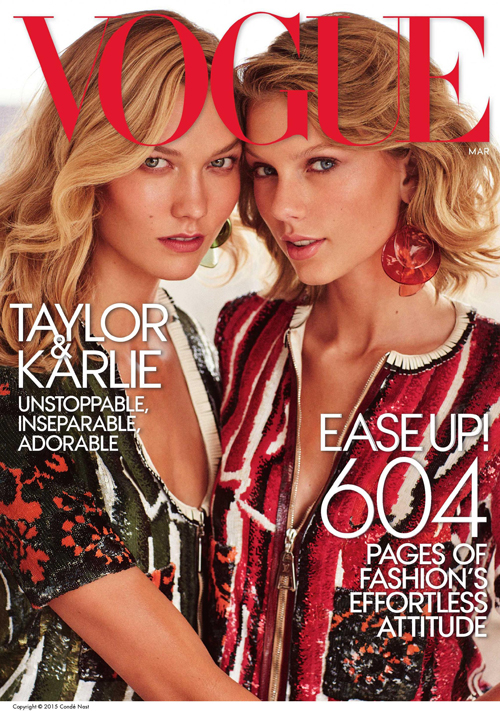 VOGUE
MAR
TAYLOR
&
KARLIE
UNSTOPPABLE,
INSEPARABLE,
ADORABLE
EASE UP!
604
PAGES OF
FASHION'S
EFFORTLESS
ATTITUDE
Copyright © 2015 Condé Nast